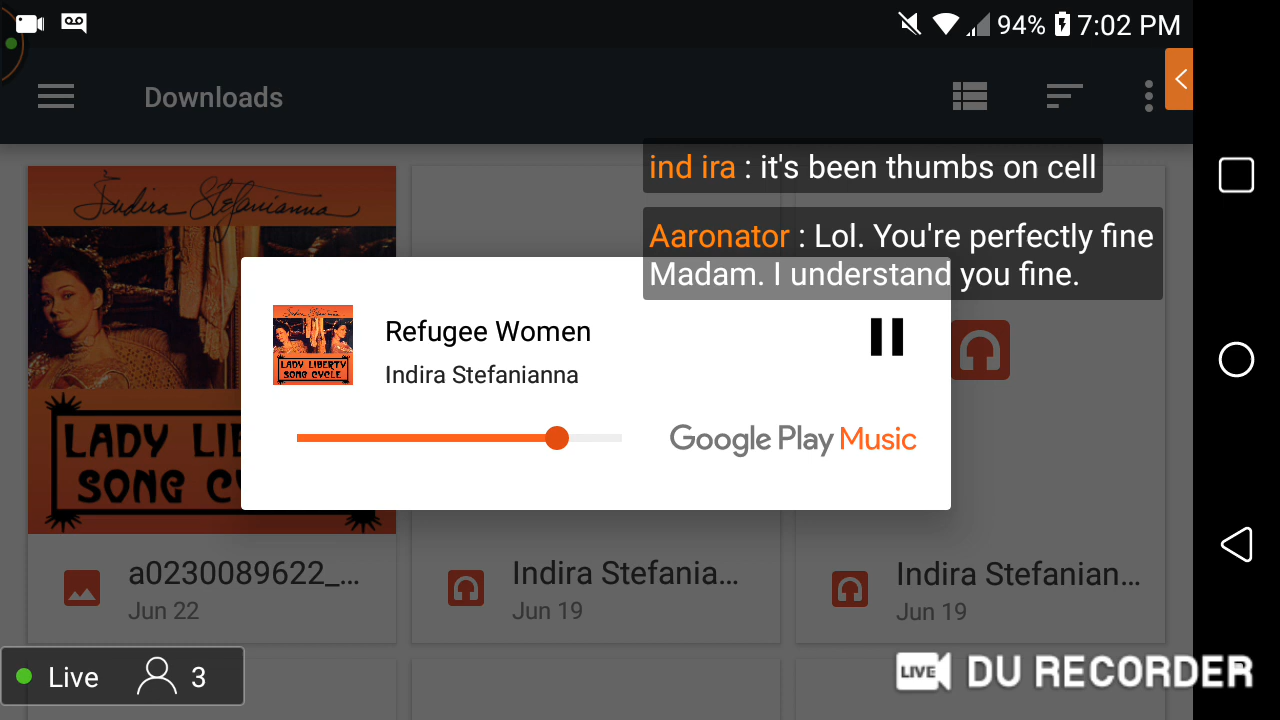 94% 7:02 PM
Downloads
ind ira : it's been thumbs on cell
Aaronator : Lol. You're perfectly fine
Madam. I understand you fine.
Indira Stefanianna
LADY LIBERTY
SONG CYCLE
Refugee Women
Indira Stefanianna
Google Play Music
LADY LIB
SONG C
a0230089622_...
Jun 22
Indira Stefania...
Jun 19
Indira Stefanian...
Jun 19
Live 3
LIVE DU RECORDER